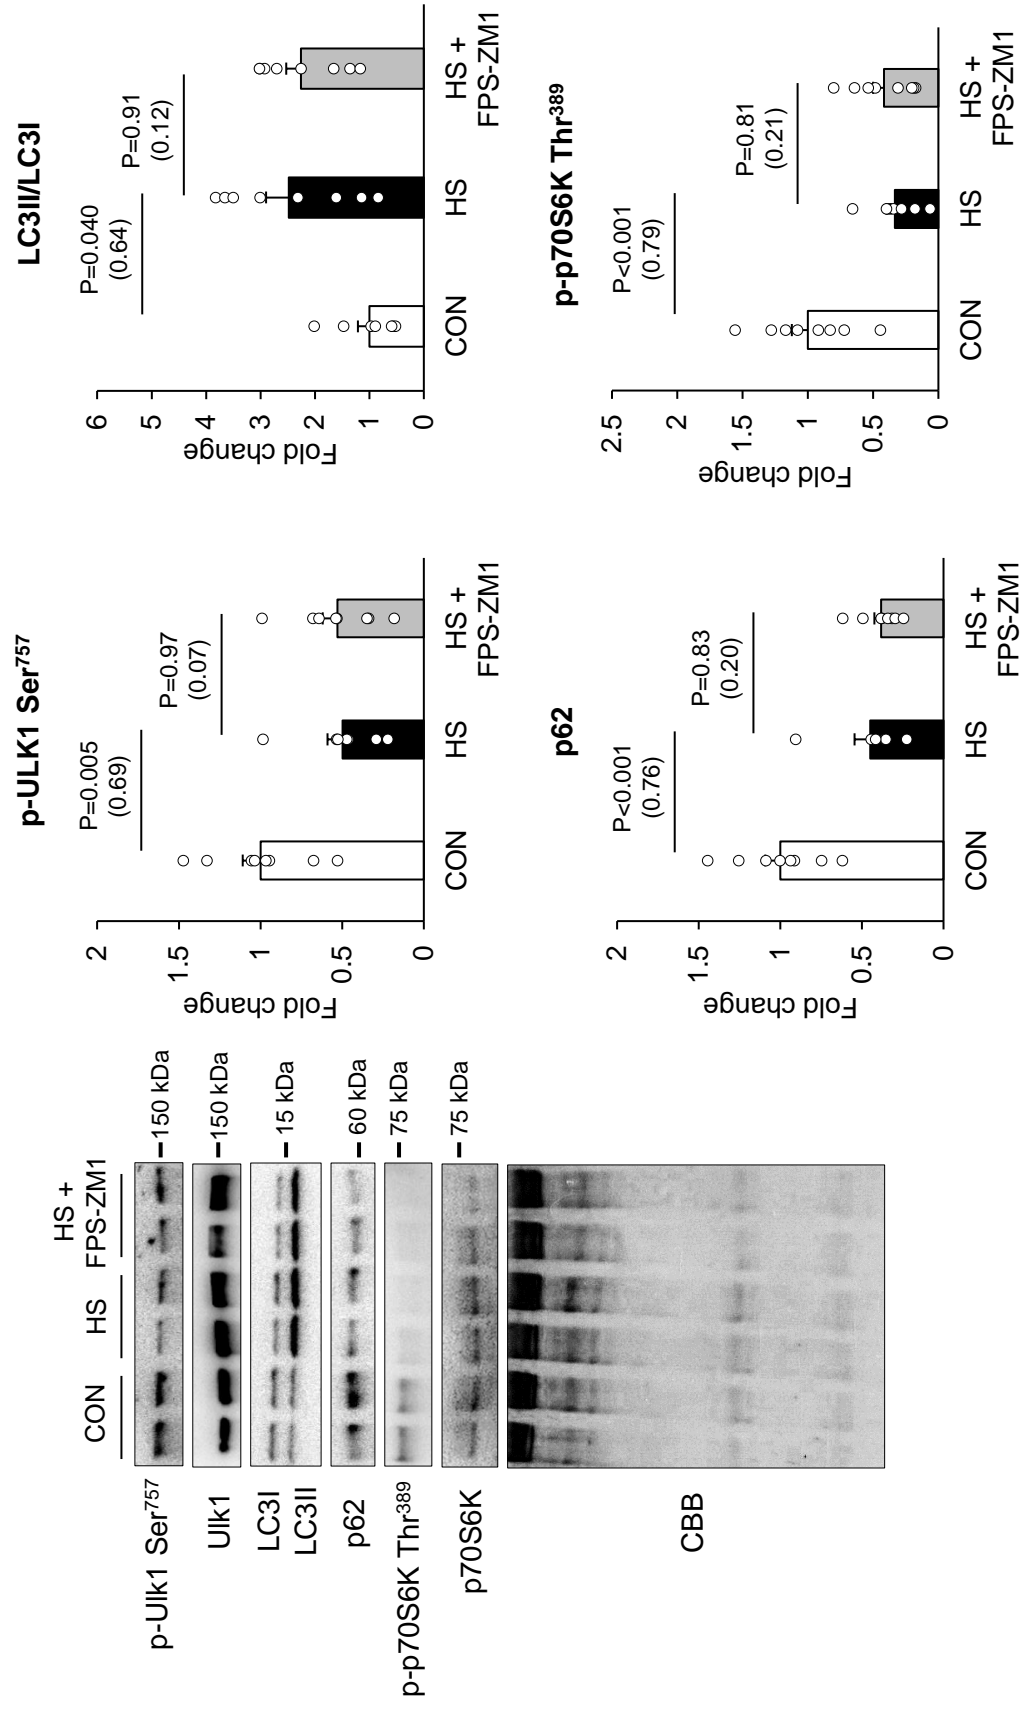 CON
HS
HS +
FPS-ZM1
p-Ulk1 Ser757
150 kDa
Ulk1
150 kDa
LC3I
LC3II
15 kDa
p62
60 kDa
p-p70S6K Thr389
75 kDa
p70S6K
75 kDa
CBB
p-ULK1 Ser757
Fold change
2
1.5
1
0.5
0
P=0.005
(0.69)
P=0.97
(0.07)
CON
HS
HS +
FPS-ZM1
LC3II/LC3I
Fold change
6
5
4
3
2
1
0
P=0.040
(0.64)
P=0.91
(0.12)
CON
HS
HS +
FPS-ZM1
p62
Fold change
2
1.5
1
0.5
0
P<0.001
(0.76)
P=0.83
(0.20)
CON
HS
HS +
FPS-ZM1
p-p70S6K Thr389
Fold change
2.5
2
1.5
1
0.5
0
P<0.001
(0.79)
P=0.81
(0.21)
CON
HS
HS +
FPS-ZM1